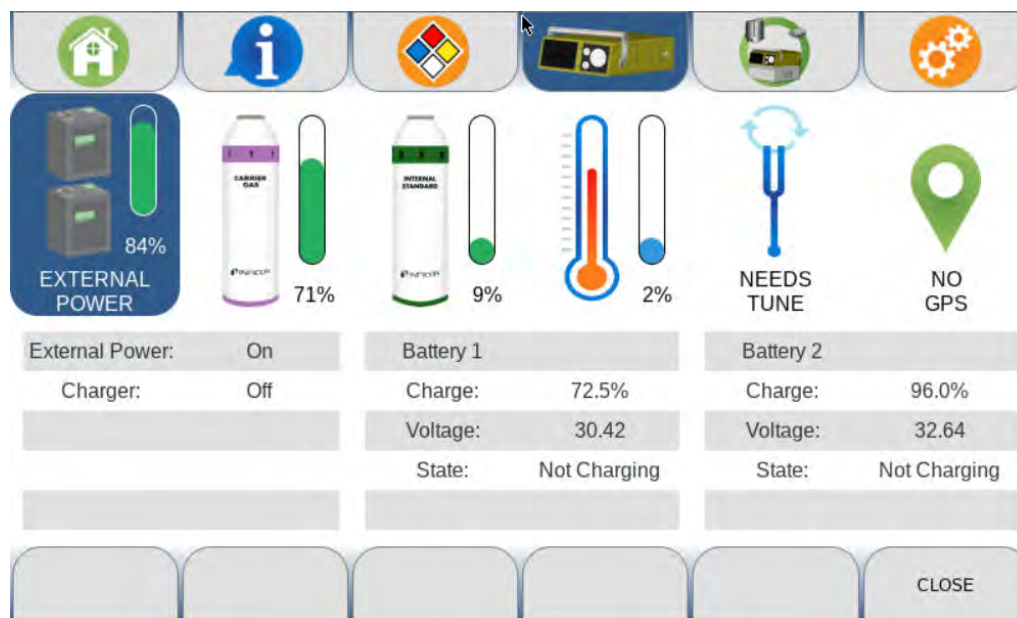 CARRIER
GAS
INTERNAL
STANDARD
INFICON
INFICON
84%
71%
9%
2%
EXTERNAL
POWER
NEEDS
TUNE
NO
GPS
External Power: On
Battery 1
Battery 2
Charger: Off
Charge: 72.5%
Charge: 96.0%
Voltage: 30.42
Voltage: 32.64
State: Not Charging
State: Not Charging
CLOSE